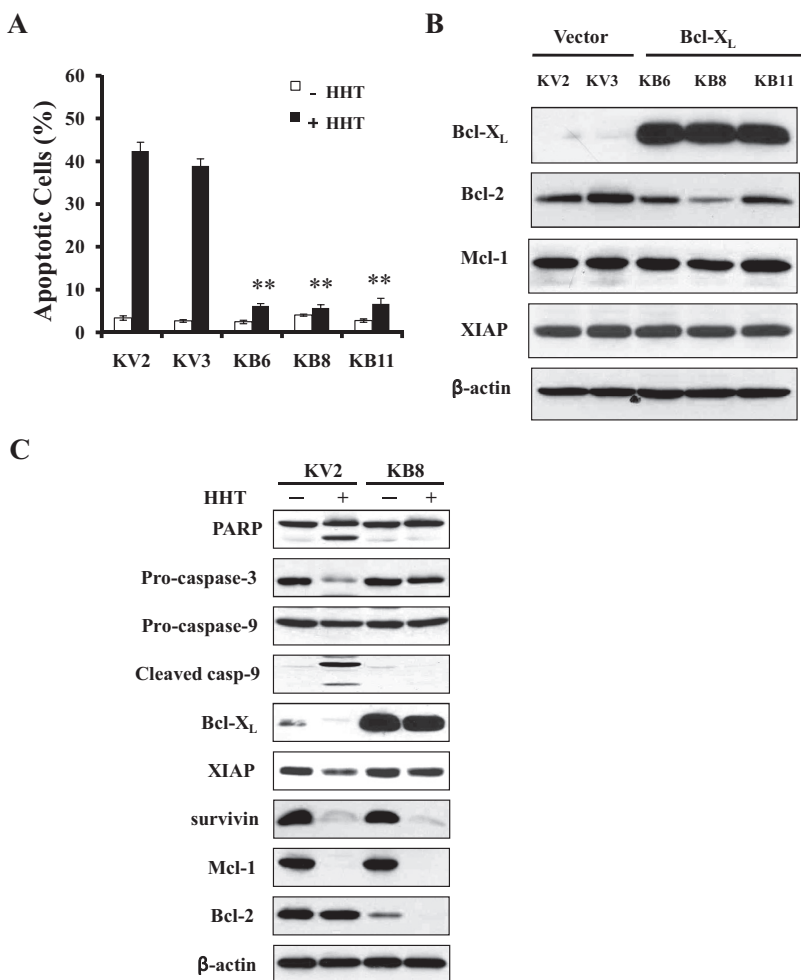 A
Apoptotic Cells (%)
60
50
40
30
20
10
0
- HHT
+ HHT
** ** **
KV2 KV3 KB6 KB8 KB11
B
Vector Bcl-XL
KV2 KV3 KB6 KB8 KB11
Bcl-XL
Bcl-2
Mcl-1
XIAP
β-actin
C
KV2 KB8
HHT — + — +
PARP
Pro-caspase-3
Pro-caspase-9
Cleaved casp-9
Bcl-XL
XIAP
survivin
Mcl-1
Bcl-2
β-actin